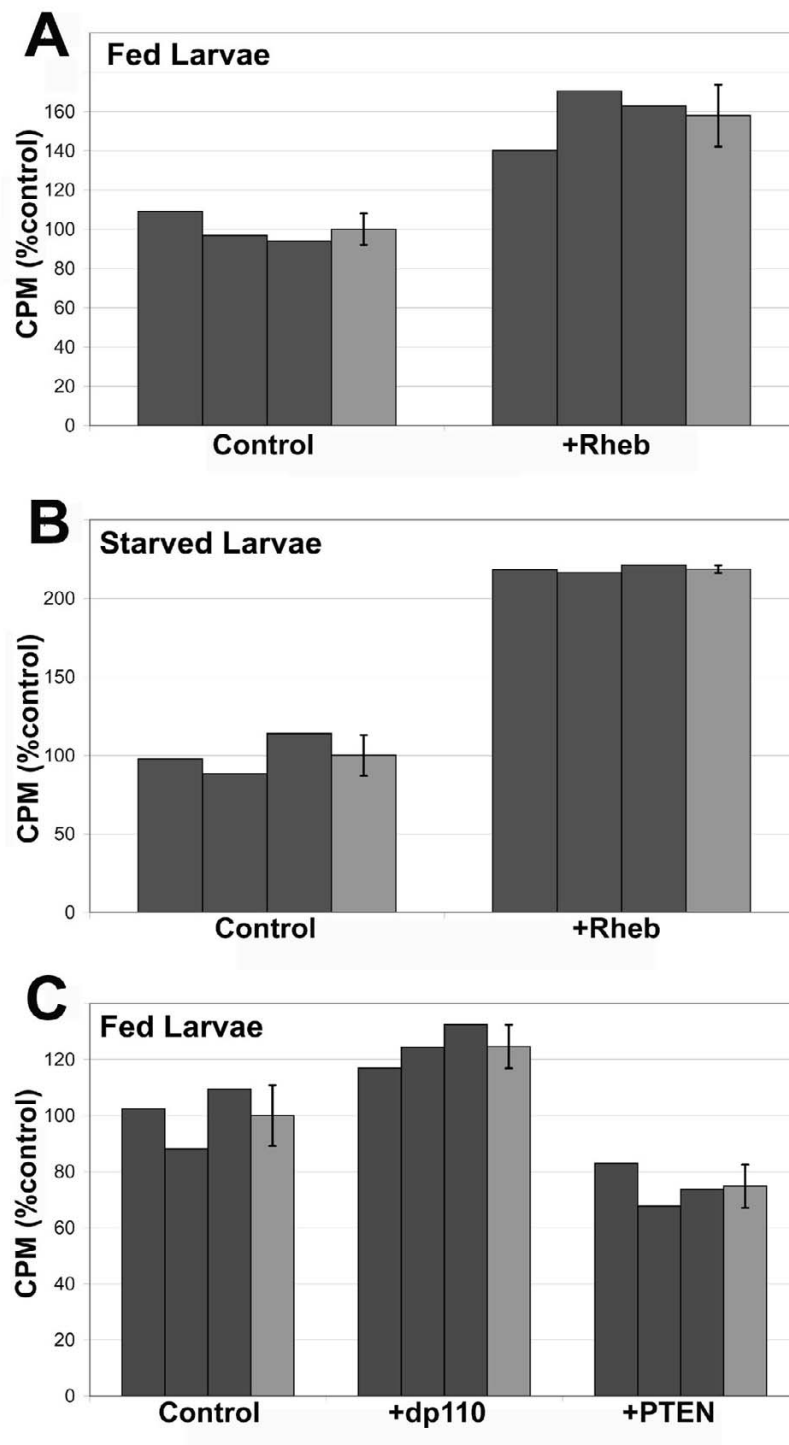 A
Fed Larvae
CPM (%control)
160
140
120
100
80
60
40
20
0
Control +Rheb
B
Starved Larvae
CPM (%control)
200
150
100
50
0
Control +Rheb
C
Fed Larvae
CPM (%control)
120
100
80
60
40
20
0
Control +dp110 +PTEN